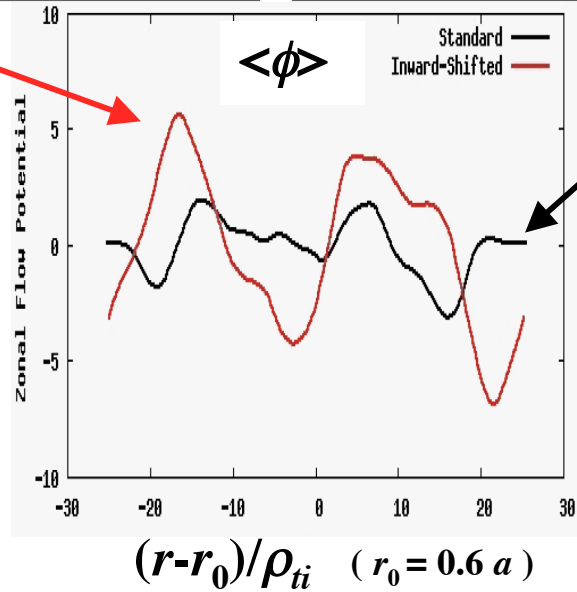 <ϕ>
Standard
Inward-Shifted
Zonal Flow Potential
10
5
0
-5
-10
-30
-20
-10
0
10
20
30
(r-r₀)/ρₜᵢ ( r₀ = 0.6 a )